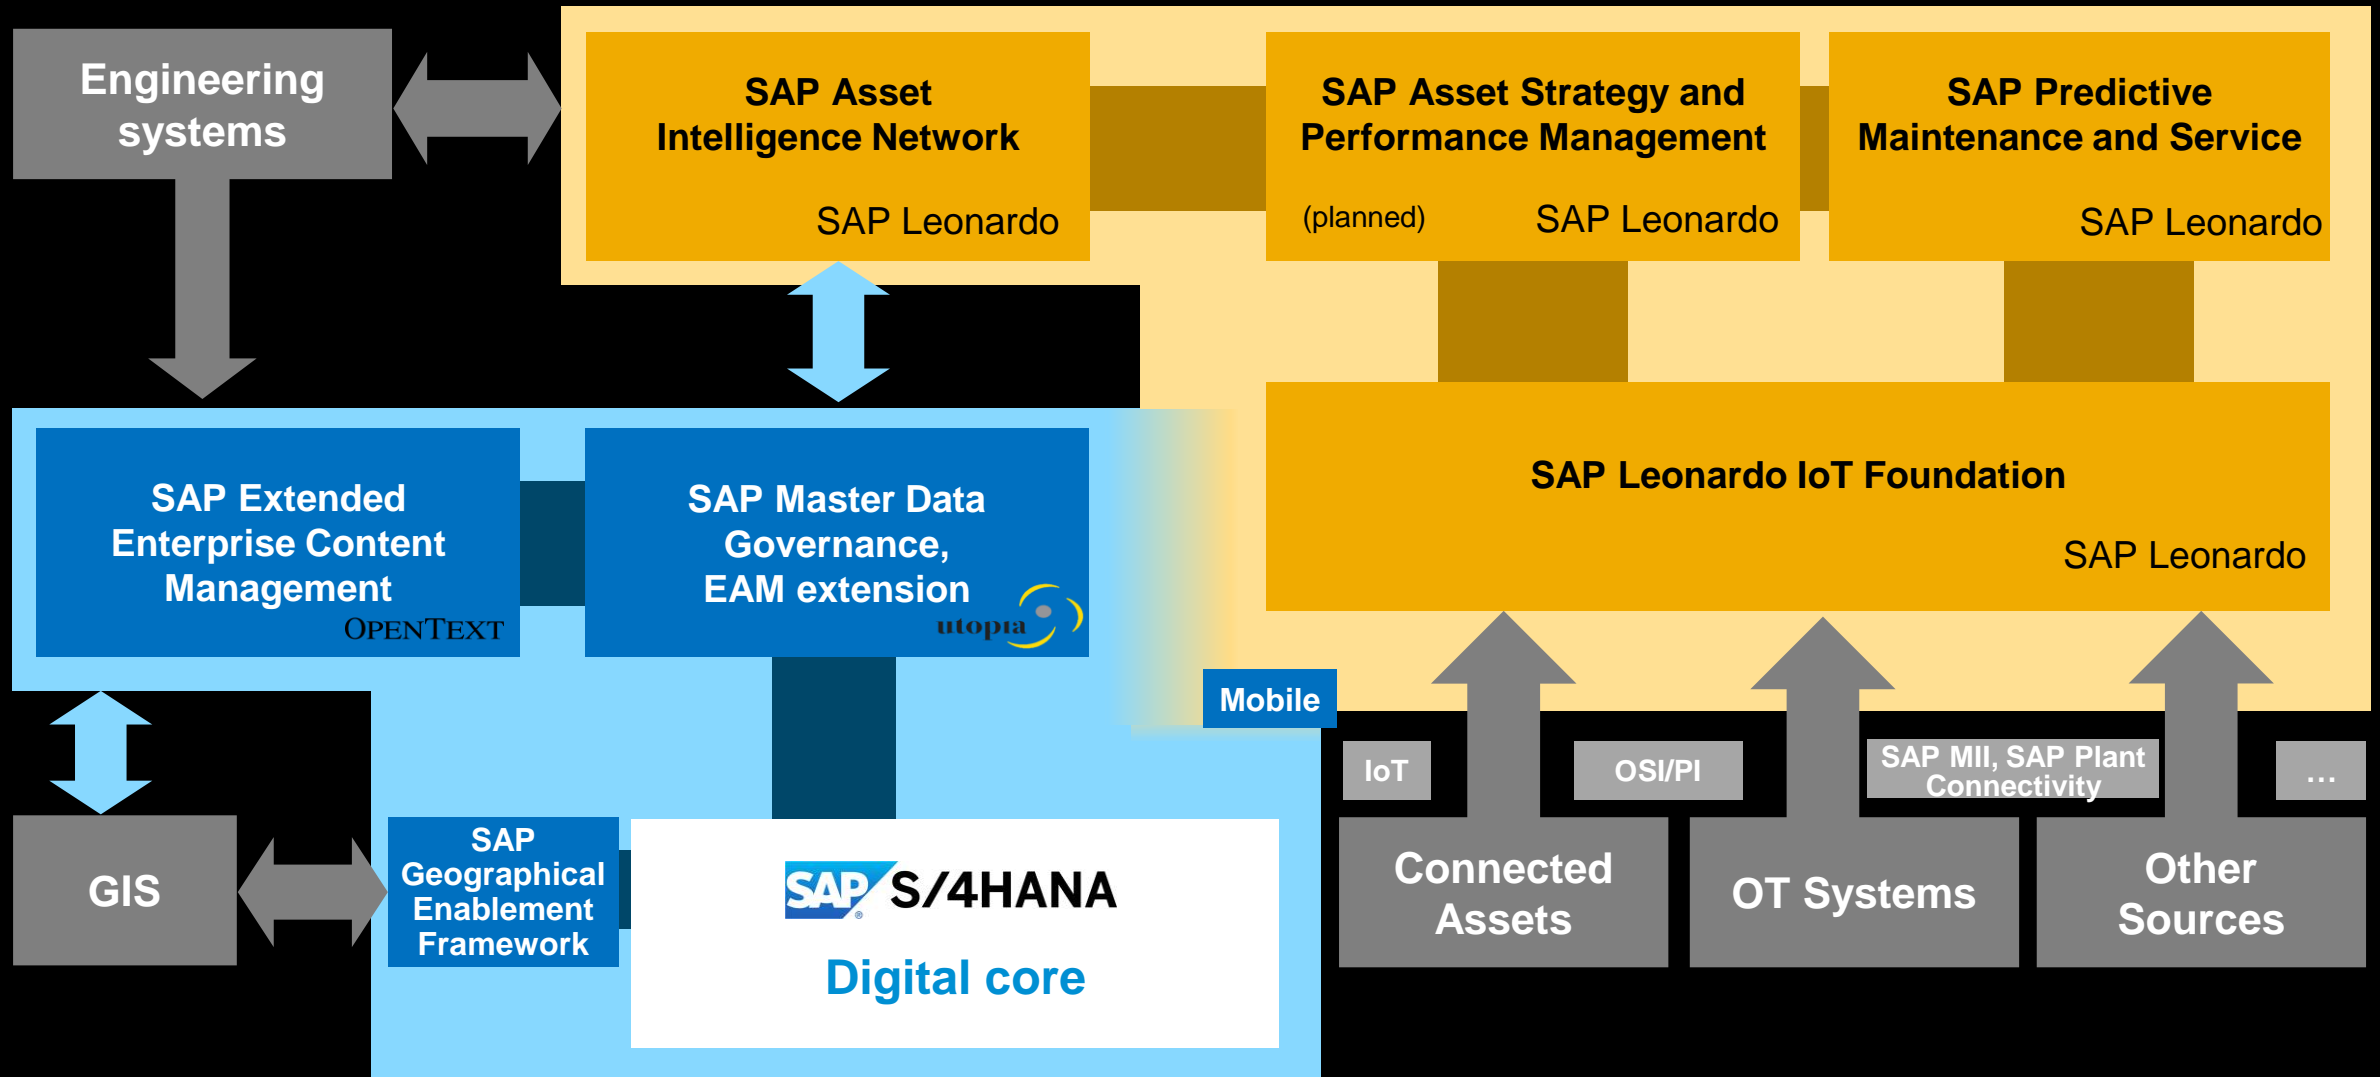 Engineering
systems
SAP Asset
Intelligence Network
SAP Leonardo
SAP Asset Strategy and
Performance Management
(planned)
SAP Leonardo
SAP Predictive
Maintenance and Service
SAP Leonardo
SAP Extended
Enterprise Content
Management
OPENTEXT
SAP Master Data
Governance,
EAM extension
utopia
SAP Leonardo IoT Foundation
SAP Leonardo
Mobile
IoT
OSI/PI
SAP MII, SAP Plant
Connectivity
...
GIS
SAP
Geographical
Enablement
Framework
SAP® S/4HANA
Digital core
Connected
Assets
OT Systems
Other
Sources